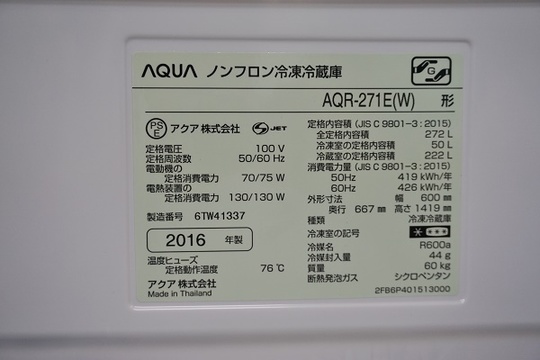 AQUA ノンフロン冷凍冷蔵庫
G
AQR-271E(W) 形
PS E アクア 株式会社 S JET
定格電圧 100 V
定格周波数 50/60 Hz
電動機の
定格消費電力 70/75 W
電熱装置の
定格消費電力 130/130 W
製造番号 6TW41337
2016 年製
温度ヒューズ
定格動作温度 76 ℃
アクア 株式会社
Made in Thailand
定格内容積 (JIS C 9801-3 : 2015)
全定格内容積 272 L
冷凍室の定格内容積 50 L
冷蔵室の定格内容積 222 L
消費電力量 (JIS C 9801-3 : 2015)
50Hz 419 kWh/年
60Hz 426 kWh/年
外形寸法 幅 600 ㎜
奥行 667 ㎜ 高さ 1419 ㎜
種類 冷凍冷蔵庫
冷凍室の記号
冷媒名 R600a
冷媒封入量 44 g
質量 60 kg
断熱発泡ガス シクロペンタン
2FB6P401513000